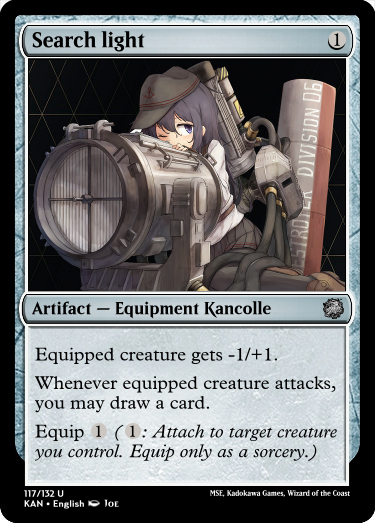 Search light 1
DESTROYER DIVISION 06
Artifact — Equipment Kancolle
Equipped creature gets -1/+1.
Whenever equipped creature attacks,
you may draw a card.
Equip 1 (1: Attach to target creature
you control. Equip only as a sorcery.)
117/132 U
KAN • English JOE
MSE, Kadokawa Games, Wizard of the Coast